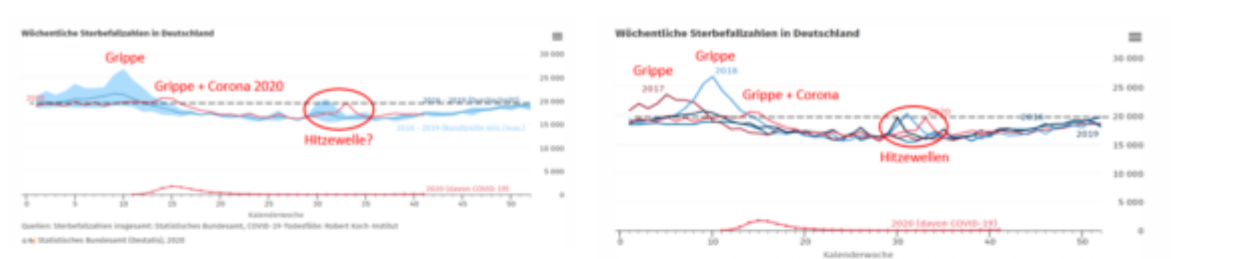 Wöchentliche Sterbefallzahlen in Deutschland
Grippe
Grippe + Corona 2020
Hitzewelle?
30 000
25 000
20 000
15 000
10 000
5 000
0
2016 - 2019 (Bandbreite min./max.)
2020 (davon COVID-19)
0 5 10 15 20 25 30 35 40 45 50
Kalenderwoche
Quellen: Sterbefallzahlen insgesamt: Statistisches Bundesamt, COVID-19-Todesfälle: Robert Koch-Institut
Statistisches Bundesamt (Destatis), 2020
Wöchentliche Sterbefallzahlen in Deutschland
Grippe
Grippe
2018
2017
Grippe + Corona
2020
2016
2019
Hitzewellen
30 000
25 000
20 000
15 000
10 000
5 000
0
2020 (davon COVID-19)
0 10 20 30 40 50
Kalenderwoche